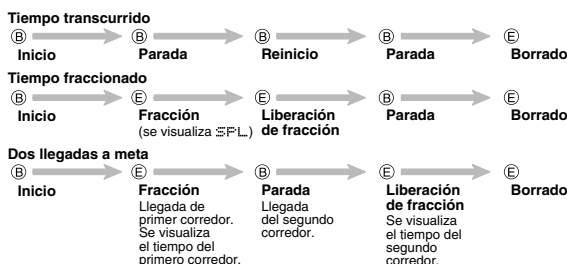 Tiempo transcurrido
Ⓑ Ⓑ Ⓑ Ⓑ Ⓔ
Inicio Parada Reinicio Parada Borrado
Tiempo fraccionado
Ⓑ Ⓔ Ⓔ Ⓑ Ⓔ
Inicio Fracción Liberación Parada Borrado
(se visualiza SPL) de fracción
Dos llegadas a meta
Ⓑ Ⓔ Ⓑ Ⓔ Ⓔ
Inicio Fracción Parada Liberación Borrado
Llegada de Llegada de fracción
primer corredor. del segundo Se visualiza
Se visualiza corredor. el tiempo del
el tiempo del segundo
primero corredor. corredor.